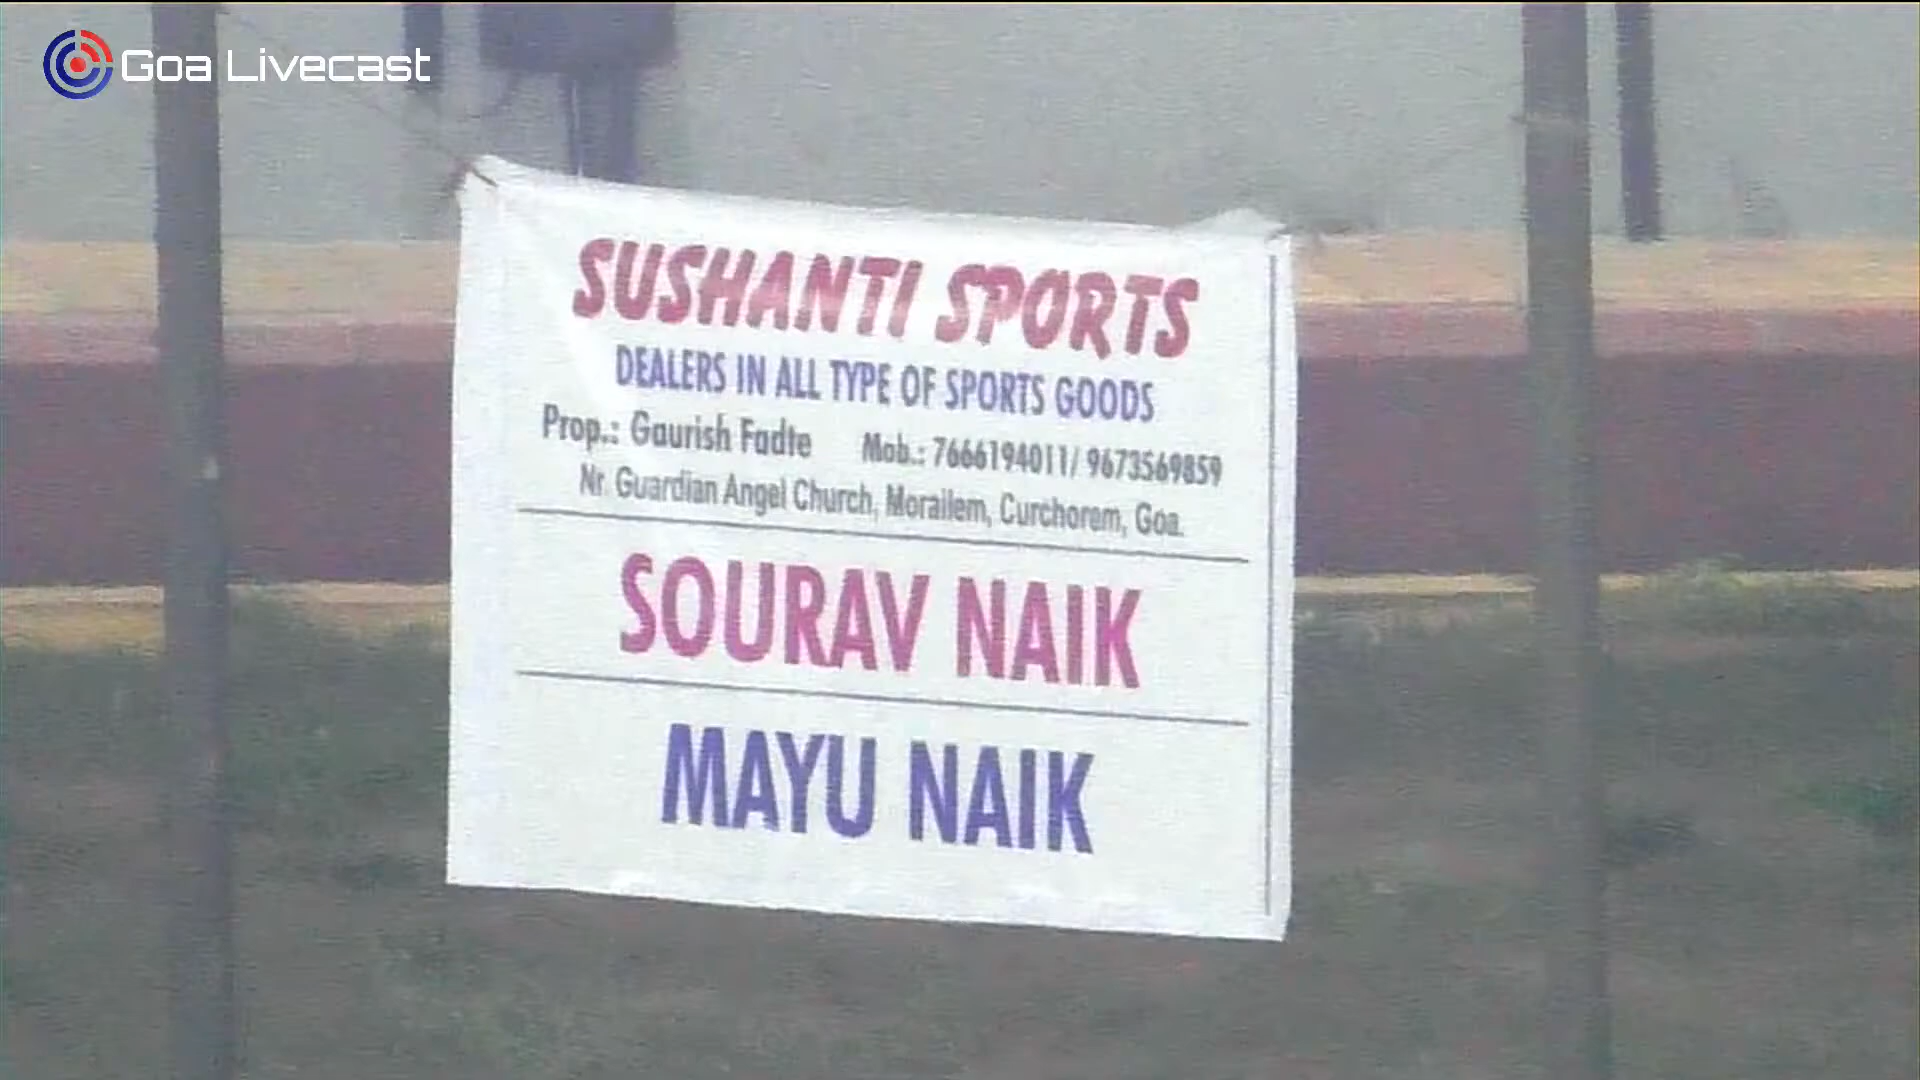 Goa Livecast
SUSHANTI SPORTS
DEALERS IN ALL TYPE OF SPORTS GOODS
Prop.: Gaurish Fadte Mob.: 7666194011/ 9673569859
Nr. Guardian Angel Church, Morailem, Curchorem, Goa.
SOURAV NAIK
MAYU NAIK